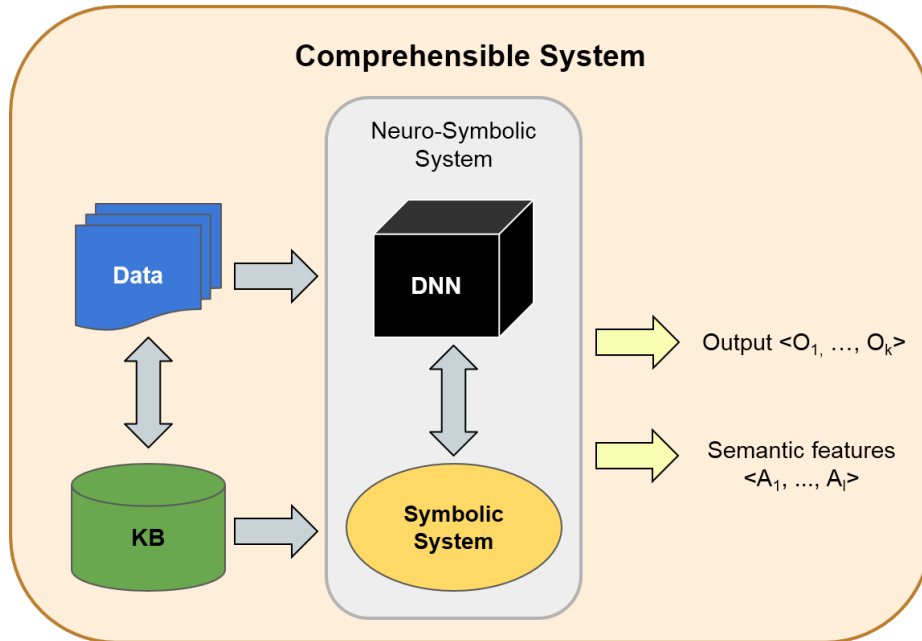 Comprehensible System
Neuro-Symbolic
System
Data
DNN
Output <O₁, …, Oₖ>
Semantic features
<A₁, ..., Aₗ>
KB
Symbolic
System